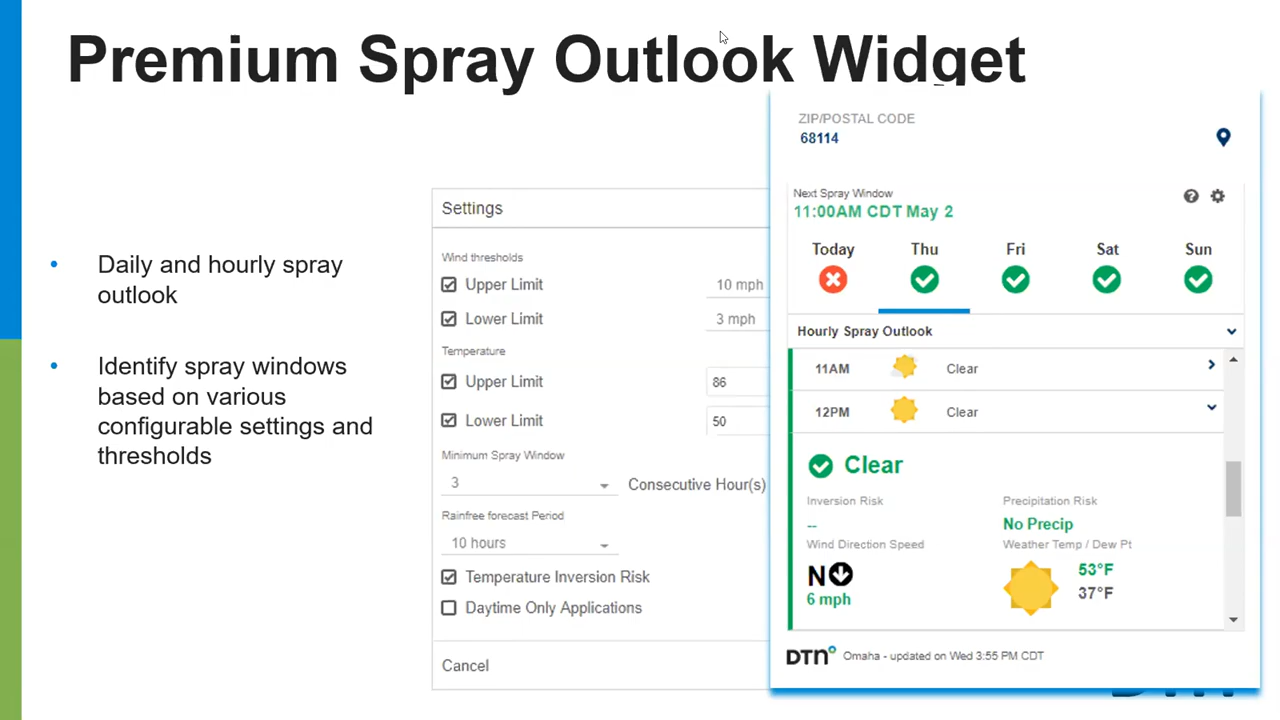 Premium Spray Outlook Widget
• Daily and hourly spray
outlook
• Identify spray windows
based on various
configurable settings and
thresholds
Settings
Wind thresholds
Upper Limit 10 mph
Lower Limit 3 mph
Temperature
Upper Limit 86
Lower Limit 50
Minimum Spray Window
3 Consecutive Hour(s)
Rainfree forecast Period
10 hours
Temperature Inversion Risk
Daytime Only Applications
Cancel
ZIP/POSTAL CODE
68114
Next Spray Window
11:00AM CDT May 2
Today Thu Fri Sat Sun
Hourly Spray Outlook
11AM Clear
12PM Clear
Clear
Inversion Risk Precipitation Risk
-- No Precip
Wind Direction Speed Weather Temp / Dew Pt
N 53°F
6 mph 37°F
DTN Omaha - updated on Wed 3:55 PM CDT